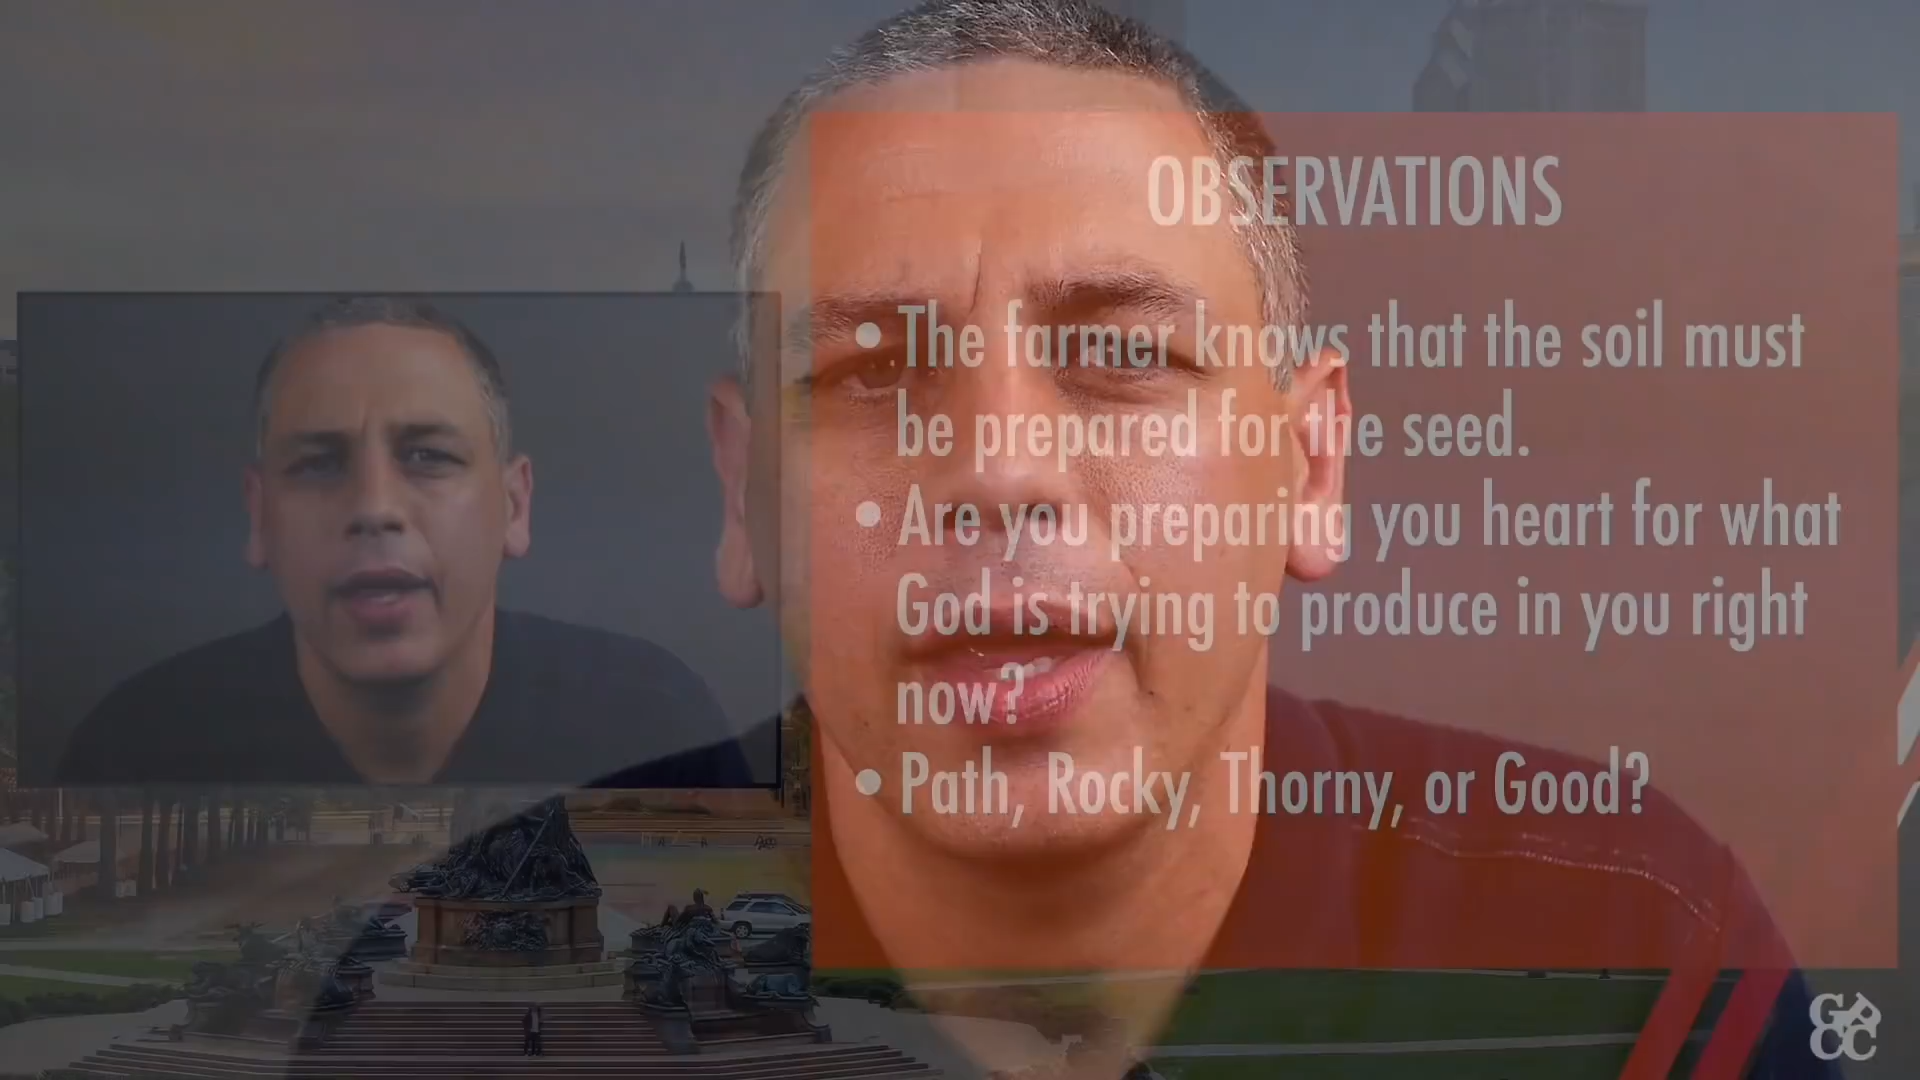 OBSERVATIONS
• The farmer knows that the soil must
be prepared for the seed.
• Are you preparing you heart for what
God is trying to produce in you right
now?
• Path, Rocky, Thorny, or Good?